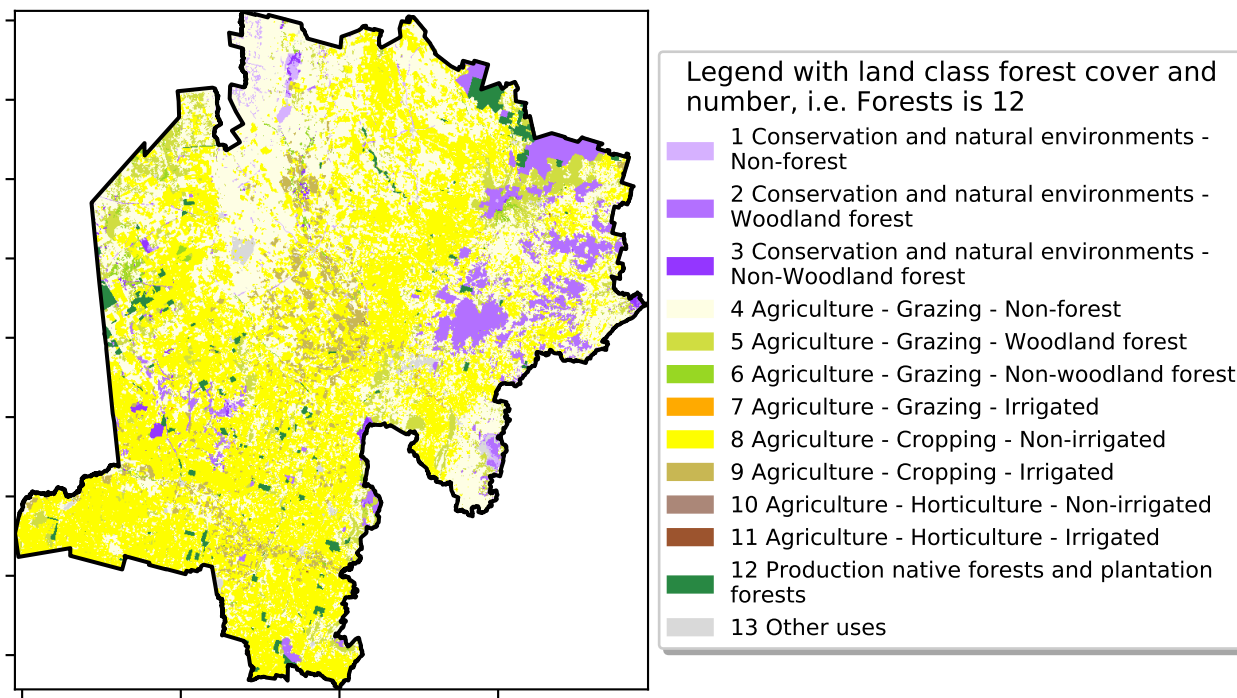 Legend with land class forest cover and
number, i.e. Forests is 12
1 Conservation and natural environments -
Non-forest
2 Conservation and natural environments -
Woodland forest
3 Conservation and natural environments -
Non-Woodland forest
4 Agriculture - Grazing - Non-forest
5 Agriculture - Grazing - Woodland forest
6 Agriculture - Grazing - Non-woodland forest
7 Agriculture - Grazing - Irrigated
8 Agriculture - Cropping - Non-irrigated
9 Agriculture - Cropping - Irrigated
10 Agriculture - Horticulture - Non-irrigated
11 Agriculture - Horticulture - Irrigated
12 Production native forests and plantation
forests
13 Other uses